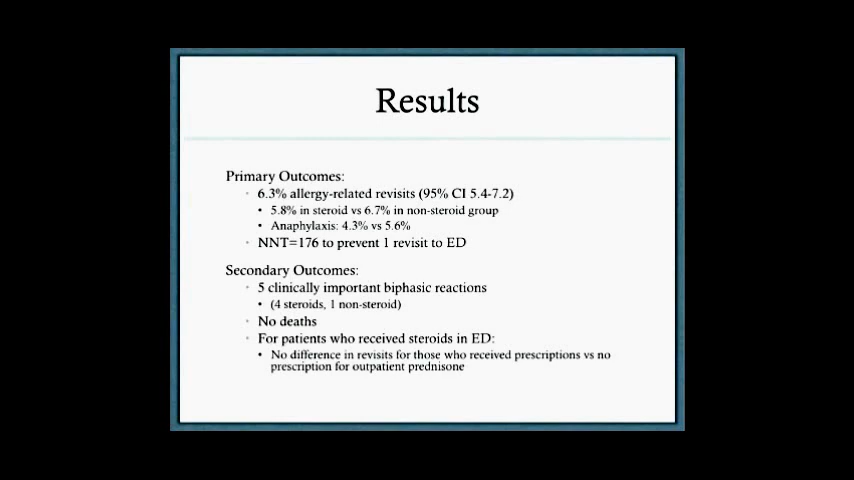 Results
Primary Outcomes:
6.3% allergy-related revisits (95% CI 5.4-7.2)
5.8% in steroid vs 6.7% in non-steroid group
Anaphylaxis: 4.3% vs 5.6%
NNT=176 to prevent 1 revisit to ED
Secondary Outcomes:
5 clinically important biphasic reactions
(4 steroids, 1 non-steroid)
No deaths
For patients who received steroids in ED:
No difference in revisits for those who received prescriptions vs no
prescription for outpatient prednisone